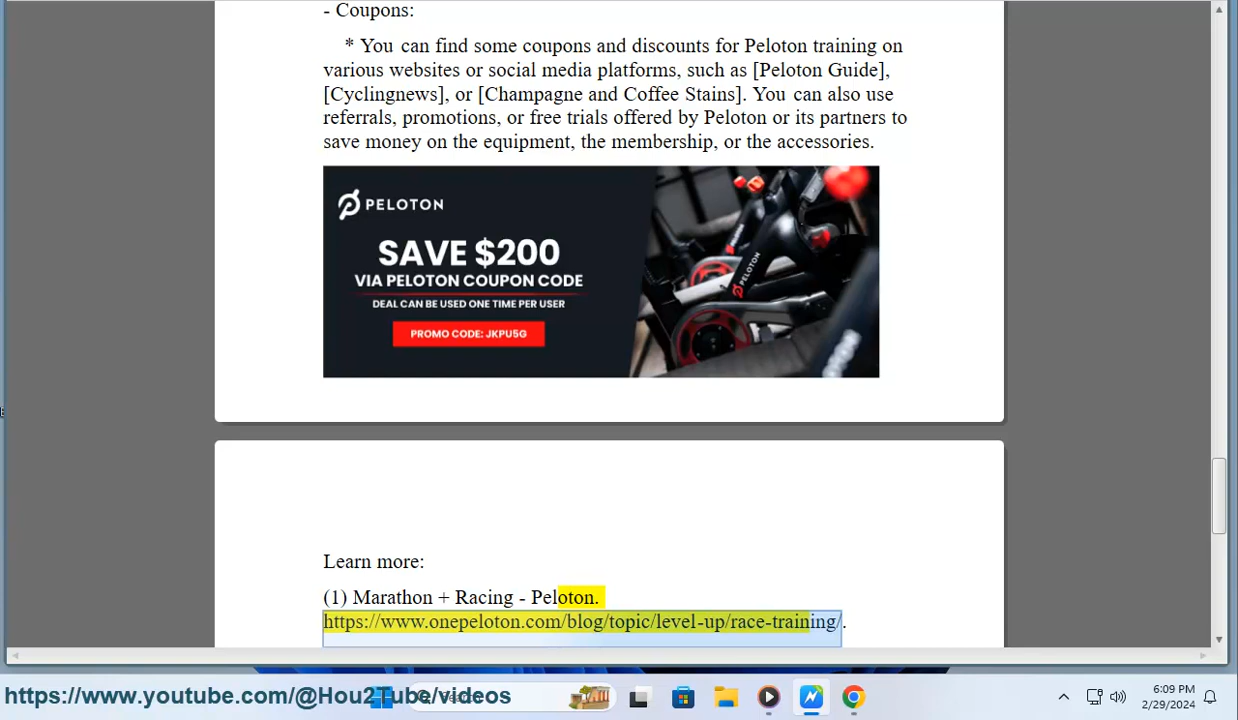 - Coupons:
* You can find some coupons and discounts for Peloton training on
various websites or social media platforms, such as [Peloton Guide],
[Cyclingnews], or [Champagne and Coffee Stains]. You can also use
referrals, promotions, or free trials offered by Peloton or its partners to
save money on the equipment, the membership, or the accessories.
PELOTON
SAVE $200
VIA PELOTON COUPON CODE
DEAL CAN BE USED ONE TIME PER USER
PROMO CODE: JKPU5G
Learn more:
(1) Marathon + Racing - Peloton.
https://www.onepeloton.com/blog/topic/level-up/race-training/.
https://www.youtube.com/@Hou2Tube/videos
6:09 PM
2/29/2024